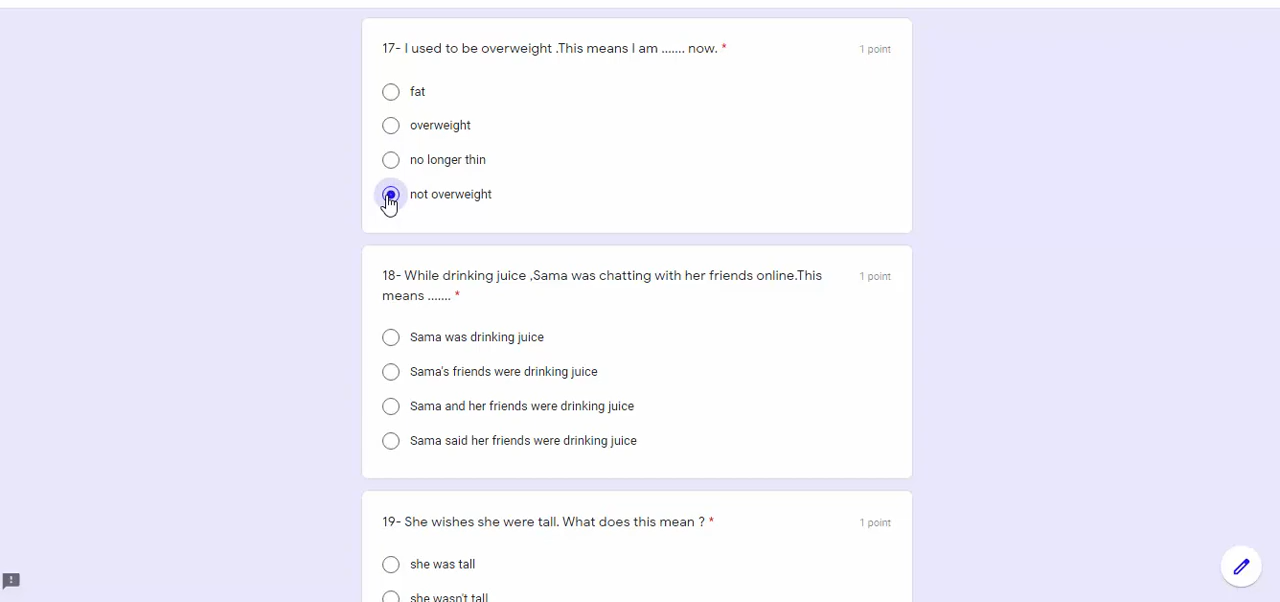 17- I used to be overweight .This means I am ....... now. *
1 point
fat
overweight
no longer thin
not overweight
18- While drinking juice ,Sama was chatting with her friends online.This
1 point
means ....... *
Sama was drinking juice
Sama's friends were drinking juice
Sama and her friends were drinking juice
Sama said her friends were drinking juice
19- She wishes she were tall. What does this mean ? *
1 point
she was tall
she wasn't tall